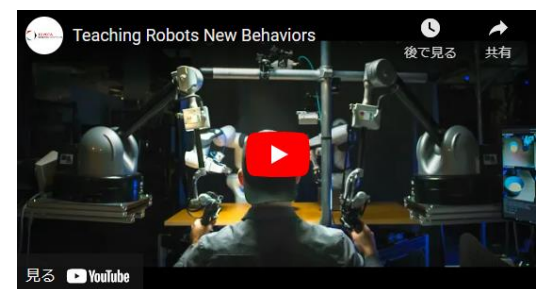 Teaching Robots New Behaviors
後で見る
共有
見る YouTube